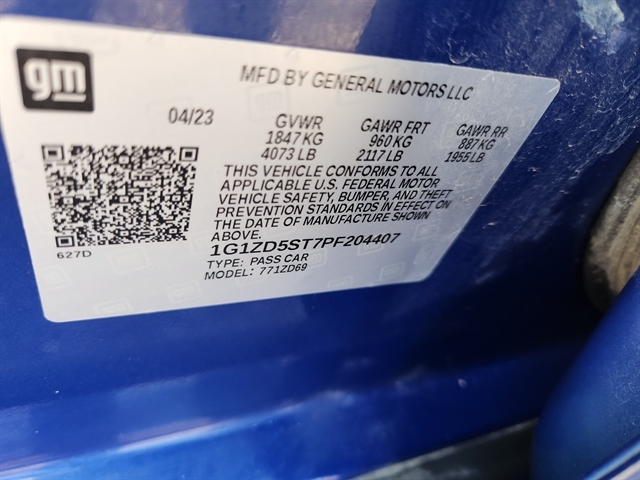 gm
MFD BY GENERAL MOTORS LLC
04/23
GVWR
1847 KG
4073 LB
GAWR FRT
960 KG
2117 LB
GAWR RR
887 KG
1955 LB
THIS VEHICLE CONFORMS TO ALL
APPLICABLE U.S. FEDERAL MOTOR
VEHICLE SAFETY, BUMPER, AND THEFT
PREVENTION STANDARDS IN EFFECT ON
THE DATE OF MANUFACTURE SHOWN
ABOVE.
1G1ZD5ST7PF204407
TYPE: PASS CAR
MODEL: 771ZD69
627D